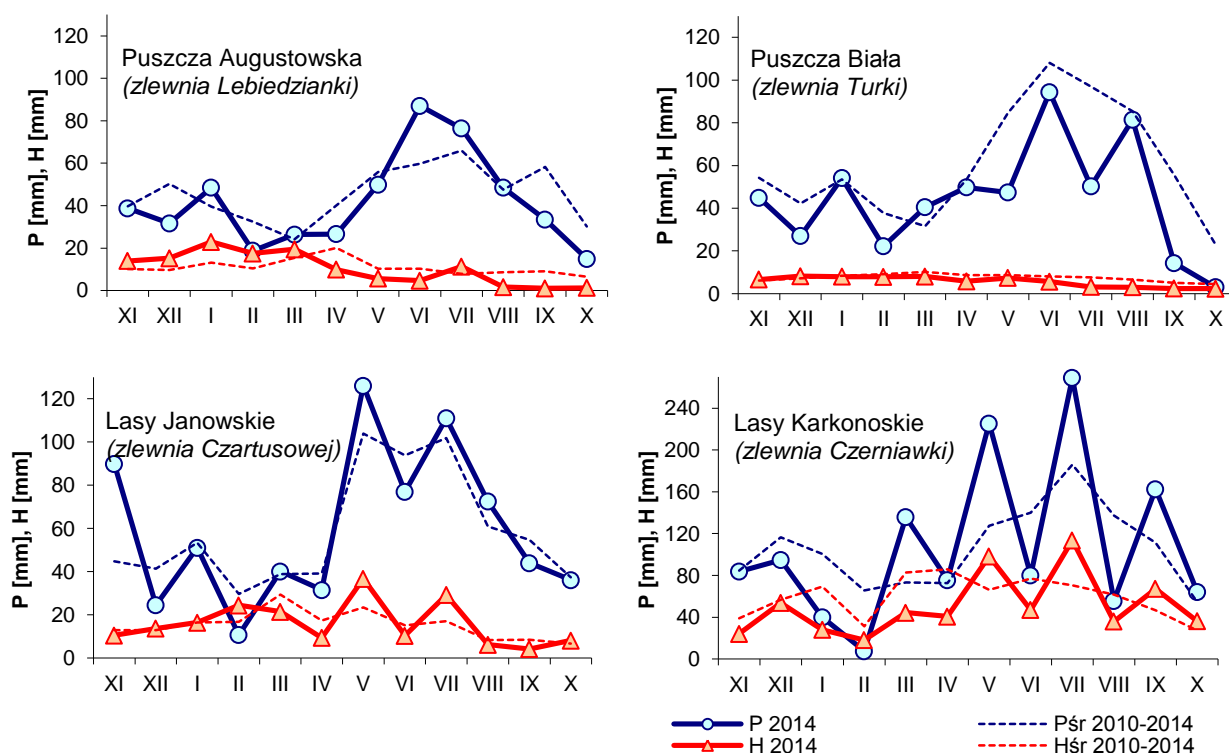 Puszcza Augustowska
(zlewnia Lebiedzianki)
P [mm], H [mm]
120
100
80
60
40
20
0
XI XII I II III IV V VI VII VIII IX X
Puszcza Biała
(zlewnia Turki)
P [mm], H [mm]
120
100
80
60
40
20
0
XI XII I II III IV V VI VII VIII IX X
Lasy Janowskie
(zlewnia Czartusowej)
P [mm], H [mm]
120
100
80
60
40
20
0
XI XII I II III IV V VI VII VIII IX X
Lasy Karkonoskie
(zlewnia Czerniawki)
P [mm], H [mm]
240
200
160
120
80
40
0
XI XII I II III IV V VI VII VIII IX X
P 2014
Pśr 2010-2014
H 2014
Hśr 2010-2014